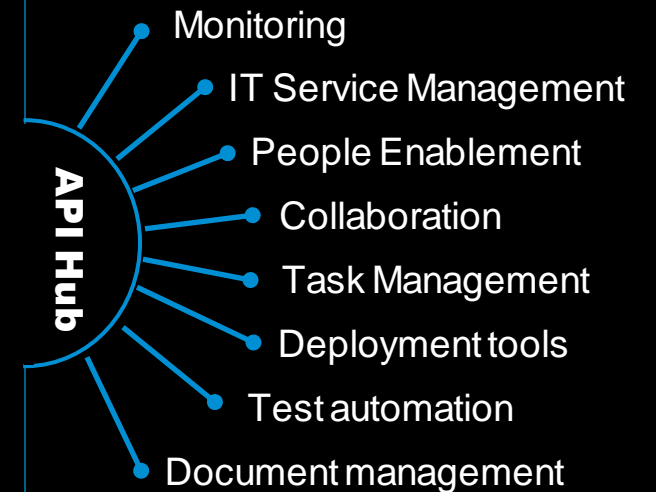 Monitoring
IT Service Management
People Enablement
API Hub
Collaboration
Task Management
Deployment tools
Test automation
Document management